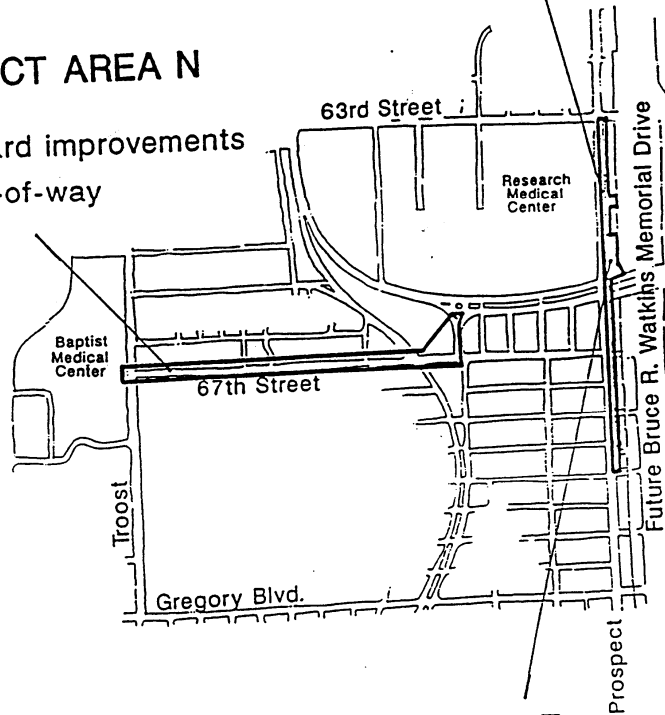 CT AREA N
63rd Street
ard improvements
-of-way
Research
Medical
Center
Baptist
Medical
Center
67th Street
Future Bruce R. Watkins Memorial Drive
Troost
Gregory Blvd.
Prospect